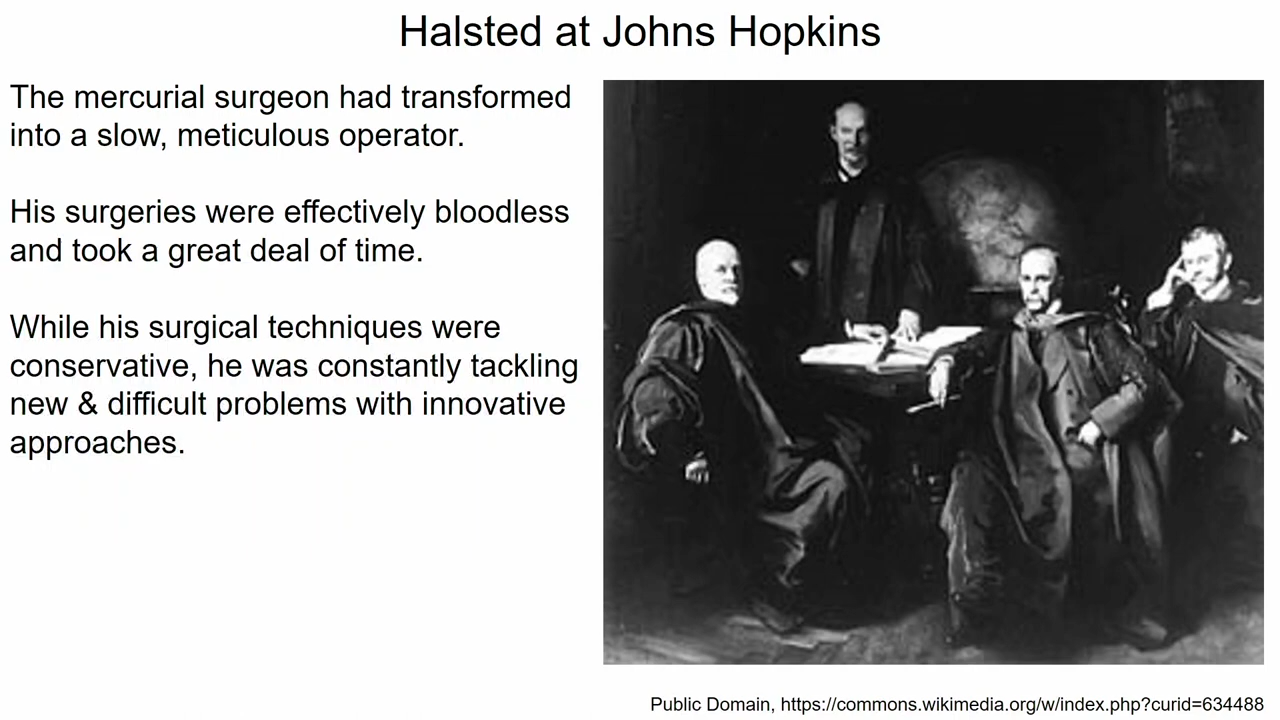 Halsted at Johns Hopkins
The mercurial surgeon had transformed
into a slow, meticulous operator.
His surgeries were effectively bloodless
and took a great deal of time.
While his surgical techniques were
conservative, he was constantly tackling
new & difficult problems with innovative
approaches.
Public Domain, https://commons.wikimedia.org/w/index.php?curid=634488